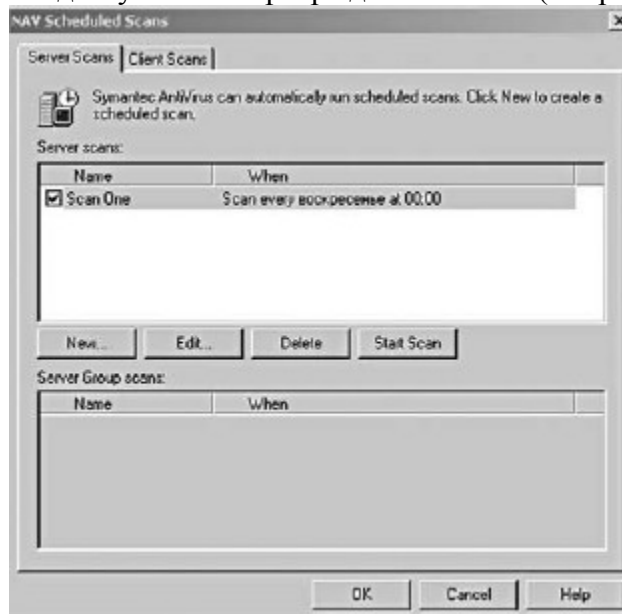 NAV Scheduled Scans
Server Scans Client Scans
Symantec AntiVirus can automatically run scheduled scans. Click New to create a
scheduled scan.
Server scans:
Name When
Scan One Scan every воскресенье at 00:00
New... Edit... Delete Start Scan
Server Group scans:
Name When
OK Cancel Help